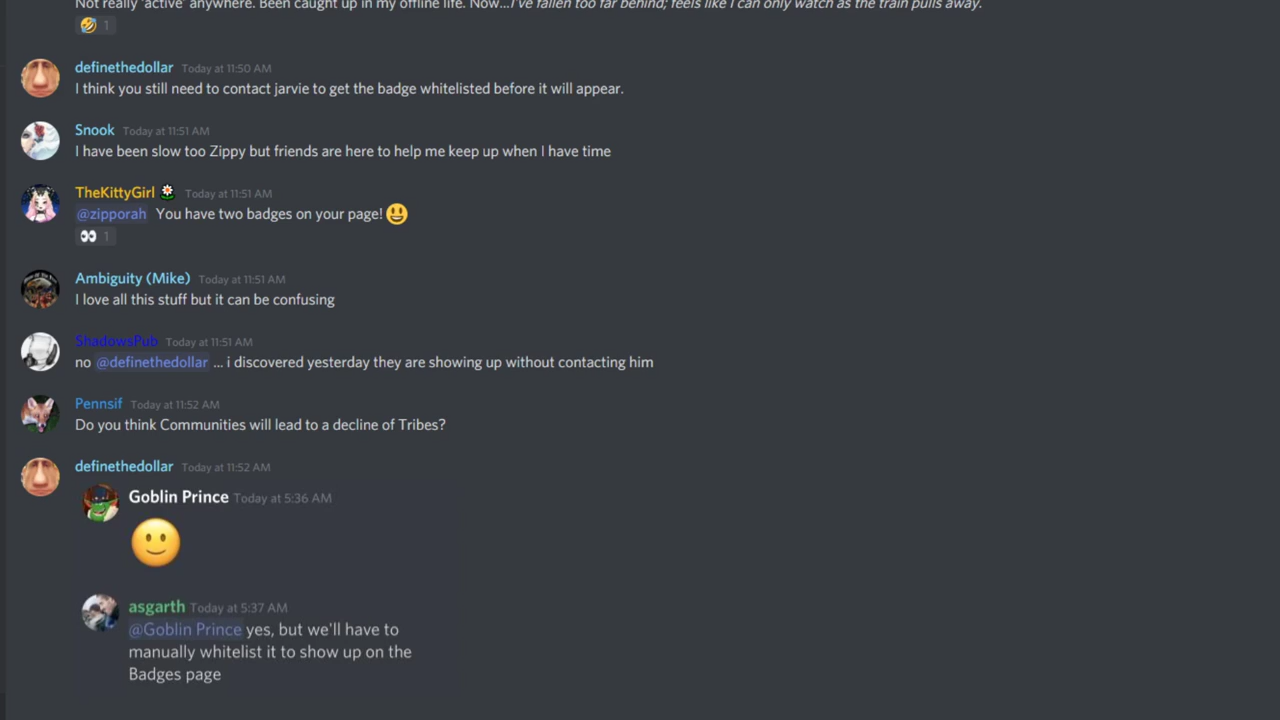 Not really 'active' anywhere. Been caught up in my offline life. Now...I've fallen too far behind; feels like I can only watch as the train pulls away.
1
definethedollar Today at 11:50 AM
I think you still need to contact jarvie to get the badge whitelisted before it will appear.
Snook Today at 11:51 AM
I have been slow too Zippy but friends are here to help me keep up when I have time
TheKittyGirl Today at 11:51 AM
@zipporah You have two badges on your page!
1
Ambiguity (Mike) Today at 11:51 AM
I love all this stuff but it can be confusing
ShadowsPub Today at 11:51 AM
no @definethedollar ... i discovered yesterday they are showing up without contacting him
Pennsif Today at 11:52 AM
Do you think Communities will lead to a decline of Tribes?
definethedollar Today at 11:52 AM
Goblin Prince Today at 5:36 AM
asgarth Today at 5:37 AM
@Goblin Prince yes, but we'll have to
manually whitelist it to show up on the
Badges page